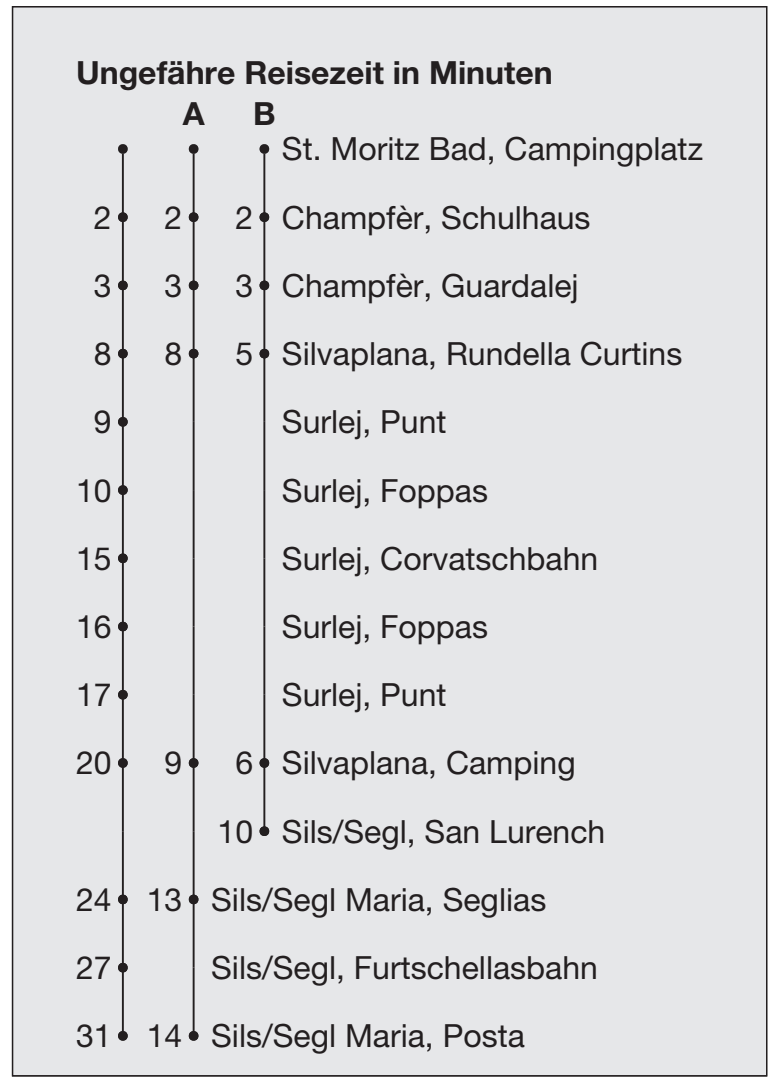 Ungefähre Reisezeit in Minuten
A B
St. Moritz Bad, Campingplatz
2 2 2 Champfèr, Schulhaus
3 3 3 Champfèr, Guardalej
8 8 5 Silvaplana, Rundella Curtins
9 Surlej, Punt
10 Surlej, Foppas
15 Surlej, Corvatschbahn
16 Surlej, Foppas
17 Surlej, Punt
20 9 6 Silvaplana, Camping
10 Sils/Segl, San Lurench
24 13 Sils/Segl Maria, Seglias
27 Sils/Segl, Furtschellasbahn
31 14 Sils/Segl Maria, Posta